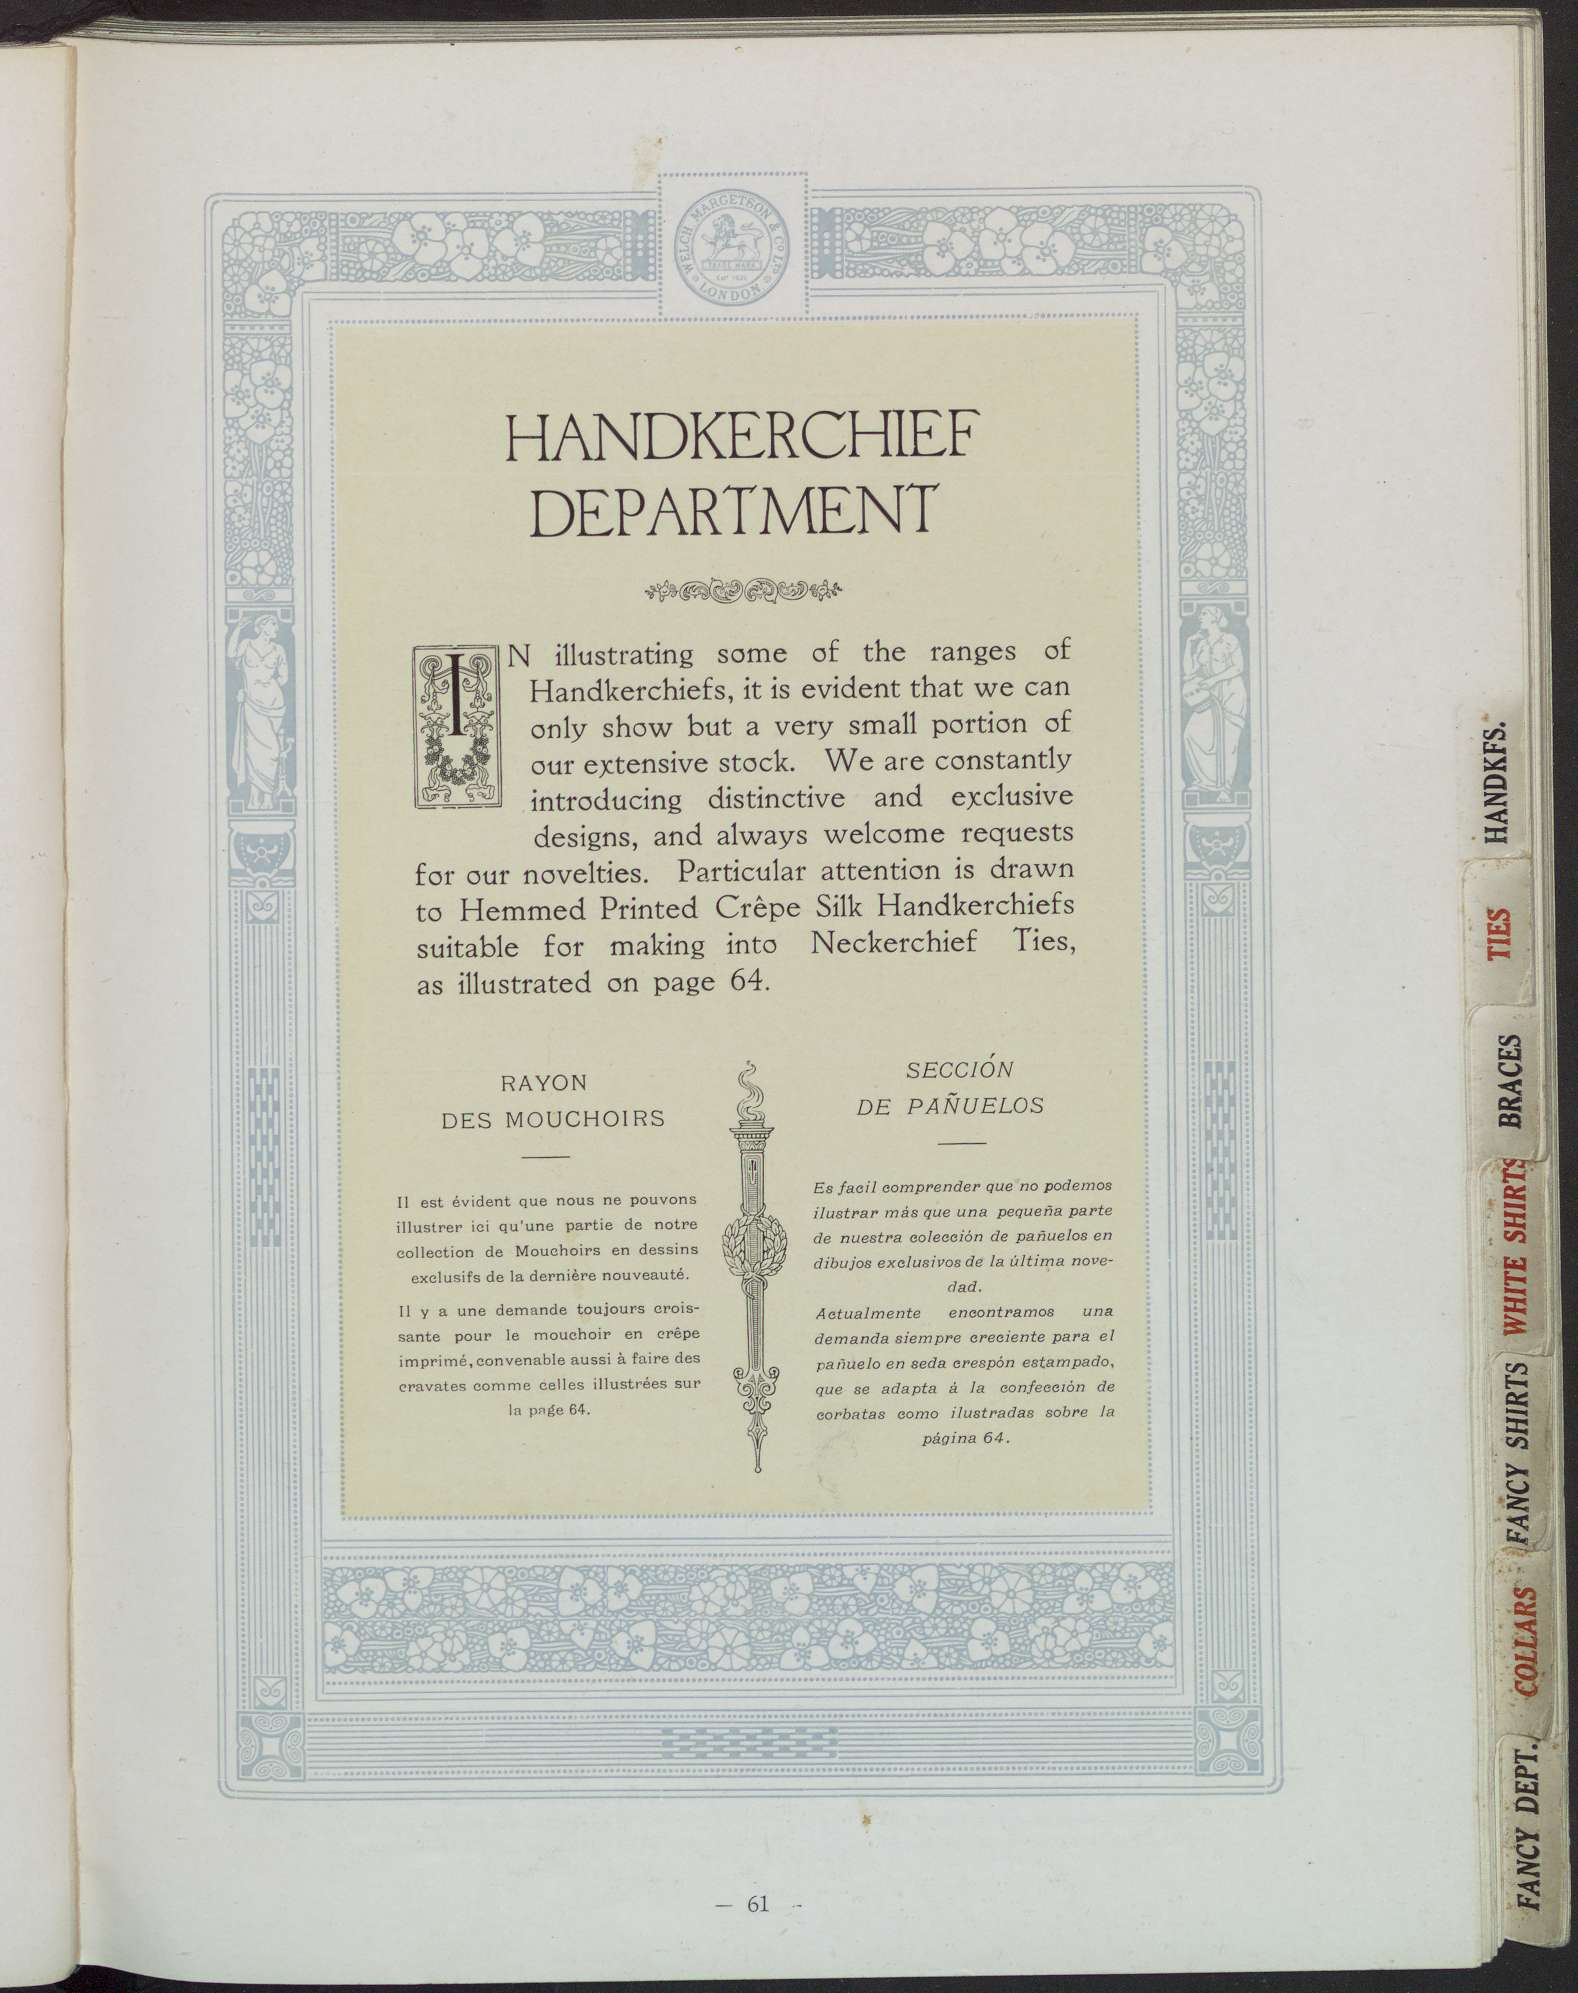 WELCH MARGETSON & CO LTD
TRADE MARK
LONDON
HANDKERCHIEF
DEPARTMENT
IN illustrating some of the ranges of
Handkerchiefs, it is evident that we can
only show but a very small portion of
our extensive stock. We are constantly
introducing distinctive and exclusive
designs, and always welcome requests
for our novelties. Particular attention is drawn
to Hemmed Printed Crêpe Silk Handkerchiefs
suitable for making into Neckerchief Ties,
as illustrated on page 64.
RAYON
DES MOUCHOIRS
Il est évident que nous ne pouvons
illustrer ici qu'une partie de notre
collection de Mouchoirs en dessins
exclusifs de la dernière nouveauté.
Il y a une demande toujours crois-
sante pour le mouchoir en crêpe
imprimé, convenable aussi à faire des
cravates comme celles illustrées sur
la page 64.
SECCIÓN
DE PAÑUELOS
Es facil comprender que no podemos
ilustrar más que una pequeña parte
de nuestra colección de pañuelos en
dibujos exclusivos de la última nove-
dad.
Actualmente encontramos una
demanda siempre creciente para el
pañuelo en seda crespón estampado,
que se adapta á la confección de
corbatas como ilustradas sobre la
página 64.
— 61 -
HANDKFS.
TIES
BRACES
WHITE SHIRTS
FANCY SHIRTS
COLLARS
FANCY DEPT.